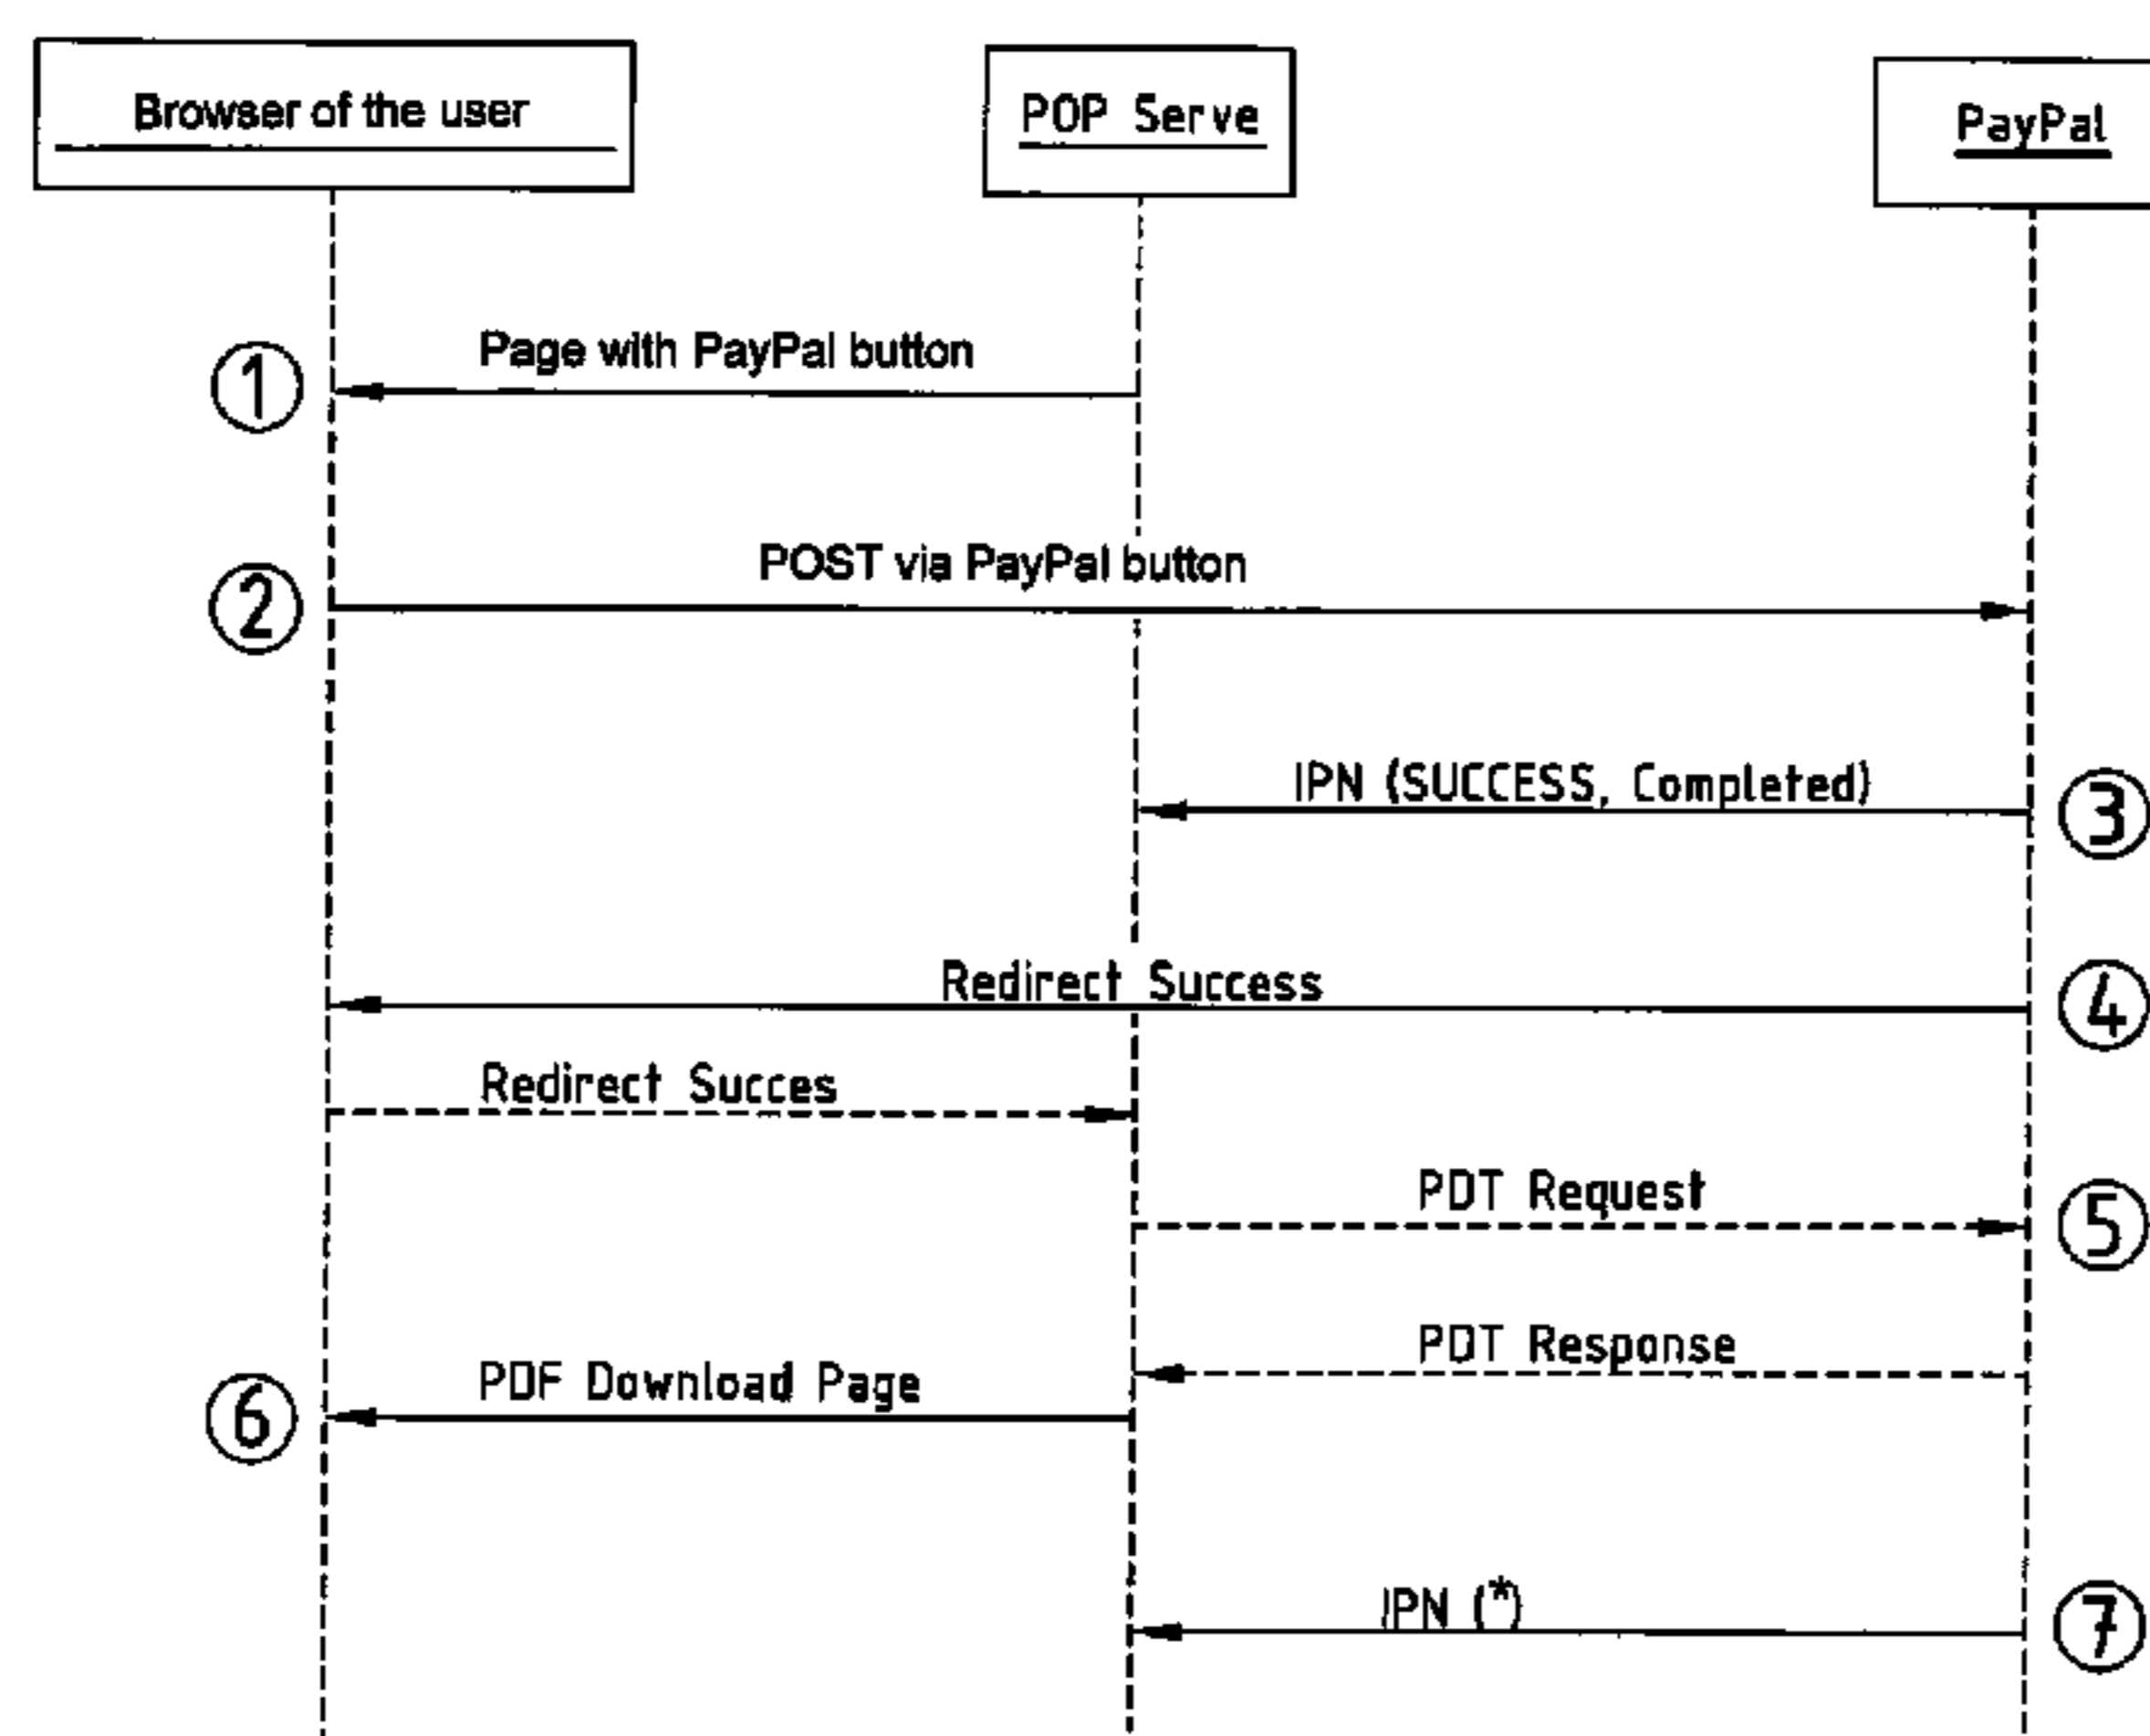 Browser of the user
POP Serve
PayPal
Page with PayPal button
1
POST via PayPal button
2
IPN (SUCCESS, Completed)
3
Redirect Success
4
Redirect Succes
PDT Request
5
PDT Response
PDF Download Page
6
IPN (*)
7